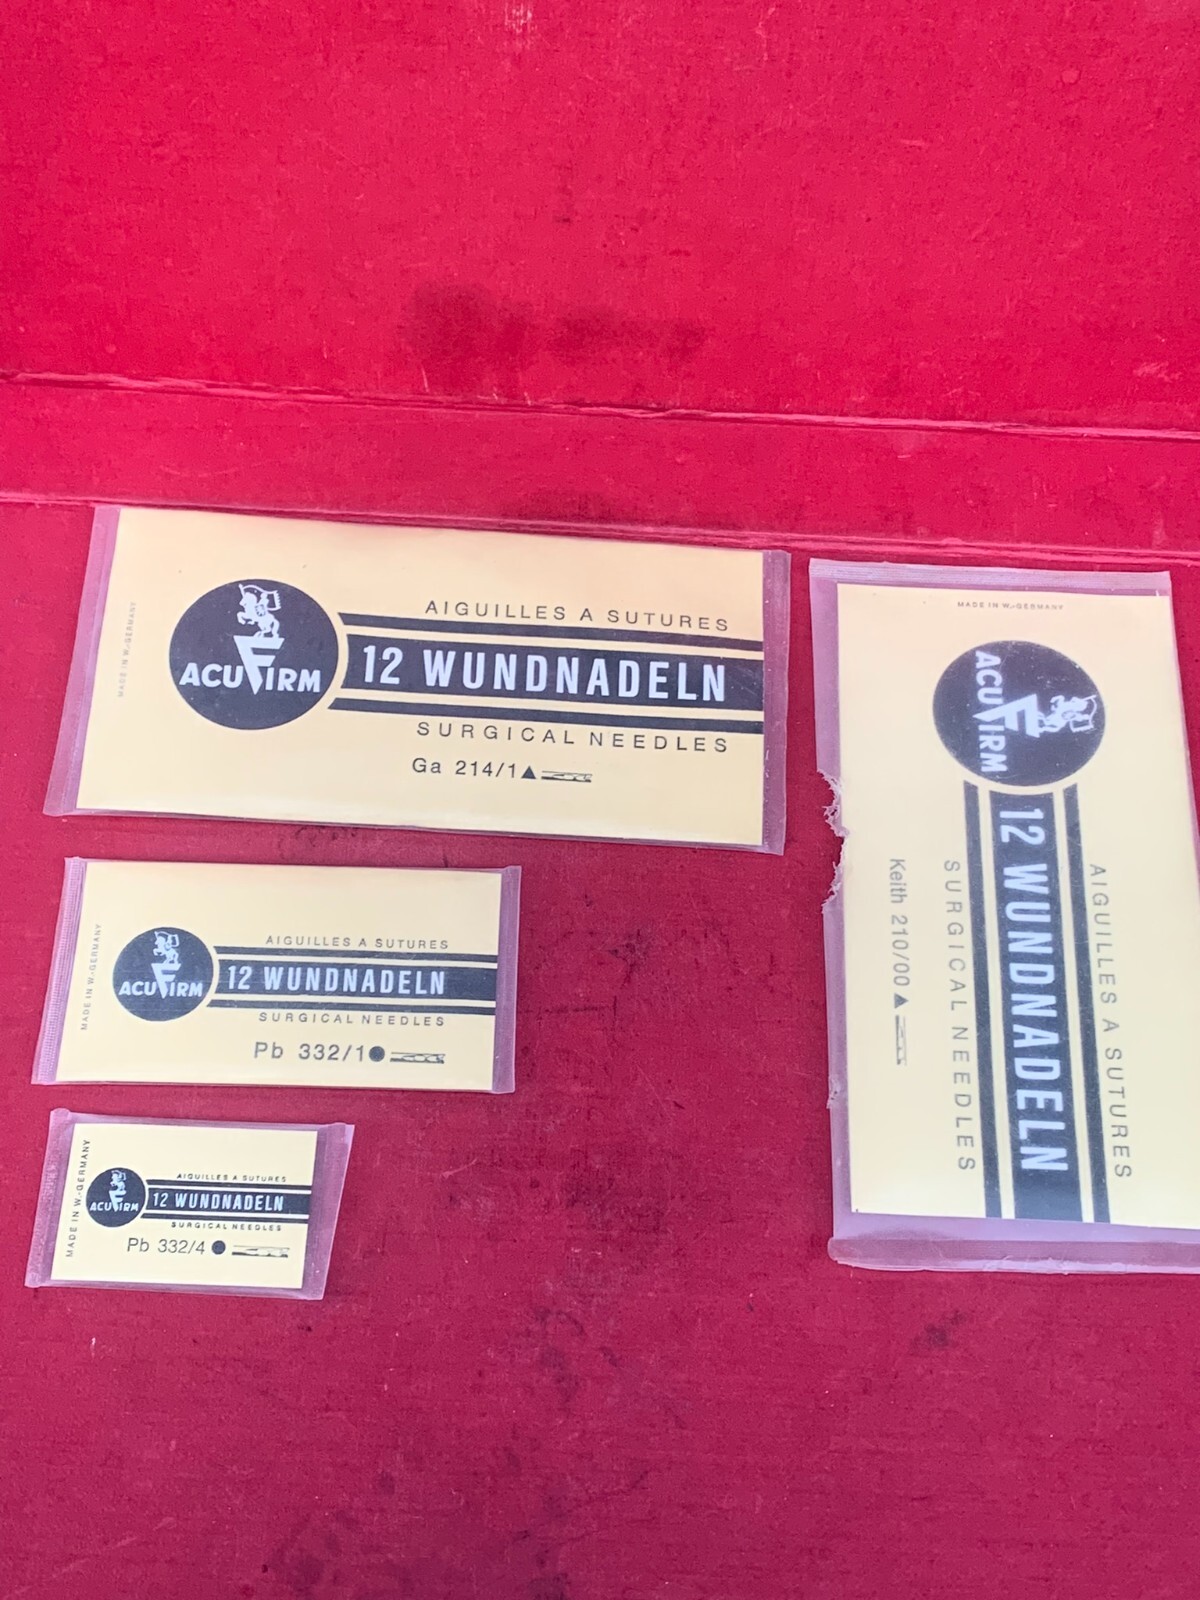 MADE IN W.-GERMANY
ACUFIRM
AIGUILLES A SUTURES
12 WUNDNADELN
SURGICAL NEEDLES
Ga 214/1
MADE IN W.-GERMANY
ACUFIRM
AIGUILLES A SUTURES
12 WUNDNADELN
SURGICAL NEEDLES
Pb 332/1
MADE IN W.-GERMANY
ACUFIRM
AIGUILLES A SUTURES
12 WUNDNADELN
SURGICAL NEEDLES
Pb 332/4
MADE IN W.-GERMANY
ACUFIRM
AIGUILLES A SUTURES
12 WUNDNADELN
SURGICAL NEEDLES
Keith 210/00